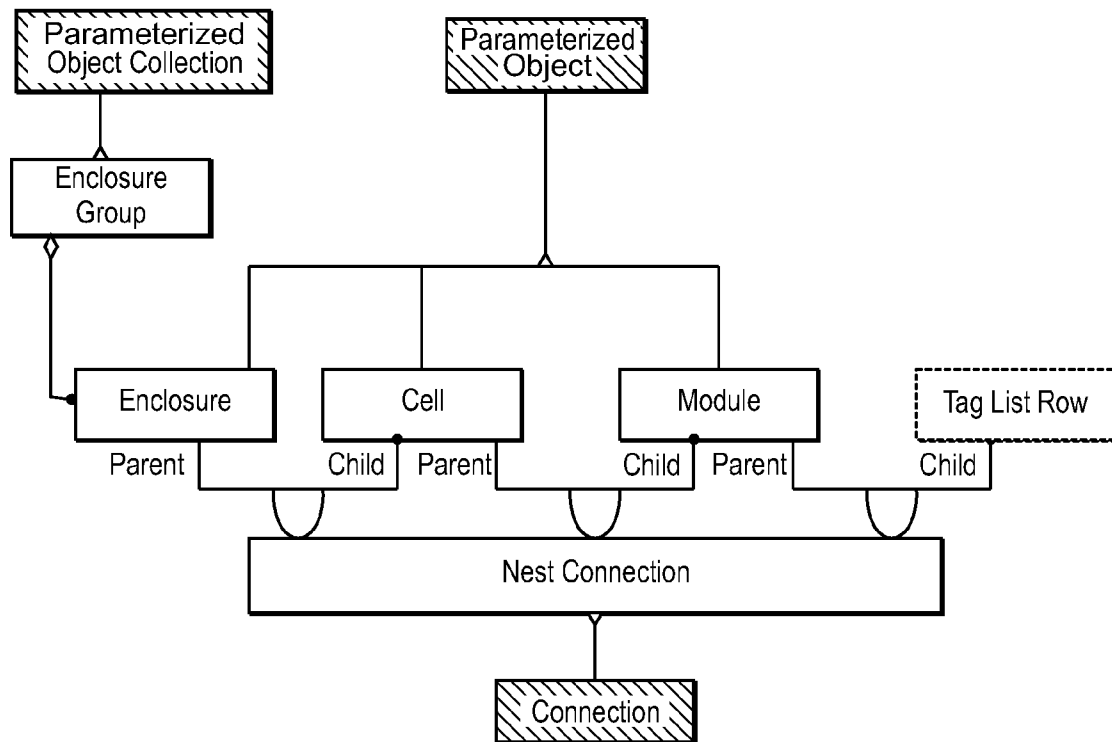 Parameterized
Object Collection
Parameterized
Object
Enclosure
Group
Enclosure
Cell
Module
Tag List Row
Parent
Child
Parent
Child
Parent
Child
Nest Connection
Connection